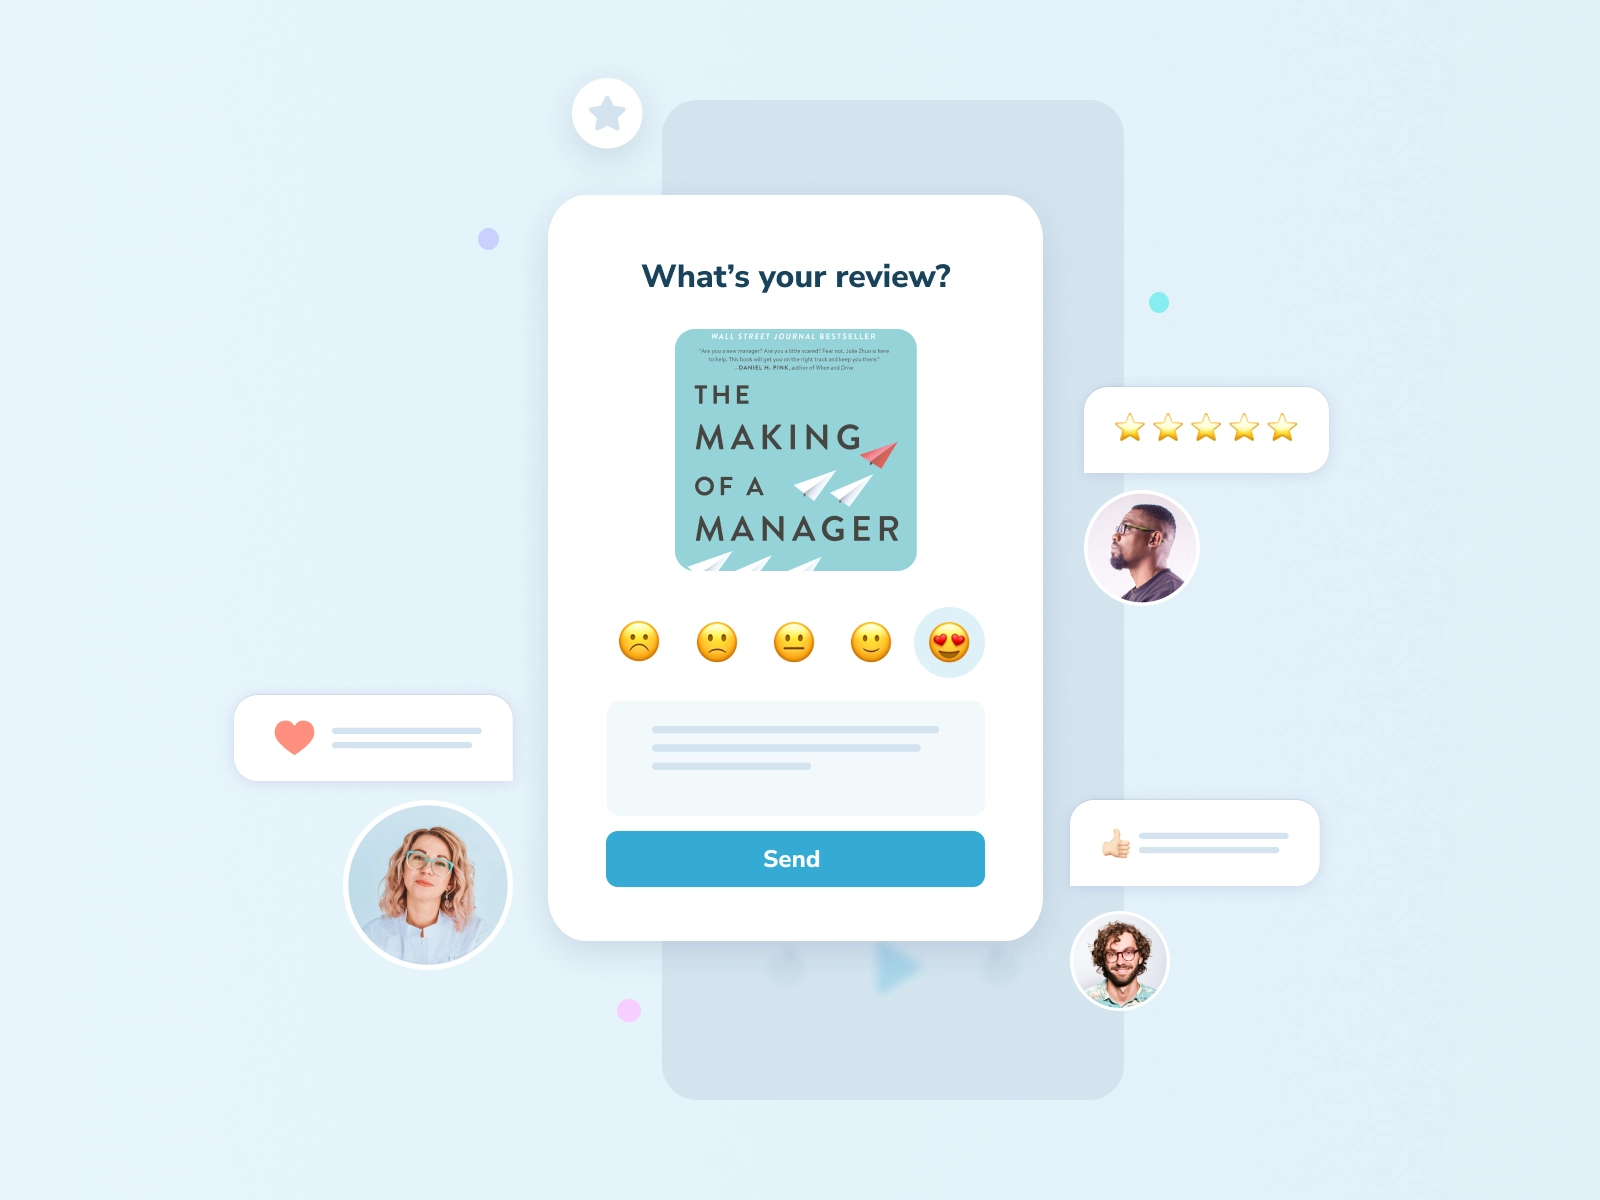 What’s your review?
WALL STREET JOURNAL BESTSELLER
"Are you a new manager? Are you a little scared? Fear not. Julie Zhuo is here
to help. This book will get you on the right track and keep you there."
—DANIEL H. PINK, author of When and Drive
THE
MAKING
OF A
MANAGER
Send